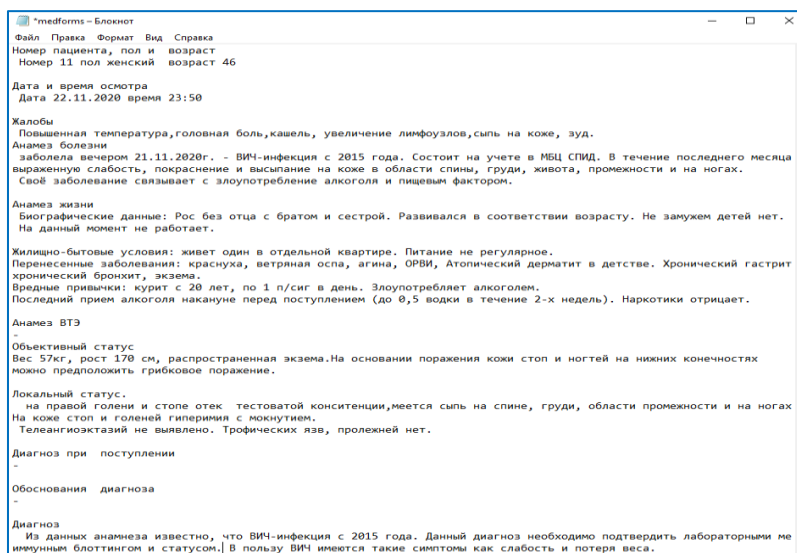 *medforms – Блокнот
Файл Правка Формат Вид Справка
Номер пациента, пол и возраст
Номер 11 пол женский возраст 46
Дата и время осмотра
Дата 22.11.2020 время 23:50
Жалобы
Повышенная температура,головная боль,кашель, увеличение лимфоузлов,сыпь на коже, зуд.
Анамез болезни
заболела вечером 21.11.2020г. - ВИЧ-инфекция с 2015 года. Состоит на учете в МБЦ СПИД. В течение последнего месяца
выраженную слабость, покраснение и высыпание на коже в области спины, груди, живота, промежности и на ногах.
Своё заболевание связывает с злоупотребление алкоголя и пищевым фактором.
Анамез жизни
Биографические данные: Рос без отца с братом и сестрой. Развивался в соответствии возрасту. Не замужем детей нет.
На данный момент не работает.
Жилищно-бытовые условия: живет один в отдельной квартире. Питание не регулярное.
Перенесенные заболевания: краснуха, ветряная оспа, агина, ОРВИ, Атопический дерматит в детстве. Хронический гастрит
хронический бронхит, экзема.
Вредные привычки: курит с 20 лет, по 1 п/сиг в день. Злоупотребляет алкоголем.
Последний прием алкоголя накануне перед поступлением (до 0,5 водки в течение 2-х недель). Наркотики отрицает.
Анамез ВТЭ
-
Объективный статус
Вес 57кг, рост 170 см, распространенная экзема.На основании поражения кожи стоп и ногтей на нижних конечностях
можно предположить грибковое поражение.
Локальный статус.
на правой голени и стопе отек тестоватой конситенции,меется сыпь на спине, груди, области промежности и на ногах
На коже стоп и голеней гиперимия с мокнутием.
Телеангиоэктазий не выявлено. Трофических язв, пролежней нет.
Диагноз при поступлении
-
Обоснования диагноза
-
Диагноз
Из данных анамнеза известно, что ВИЧ-инфекция с 2015 года. Данный диагноз необходимо подтвердить лабораторными ме
иммунным блоттингом и статусом. В пользу ВИЧ имеются такие симптомы как слабость и потеря веса.